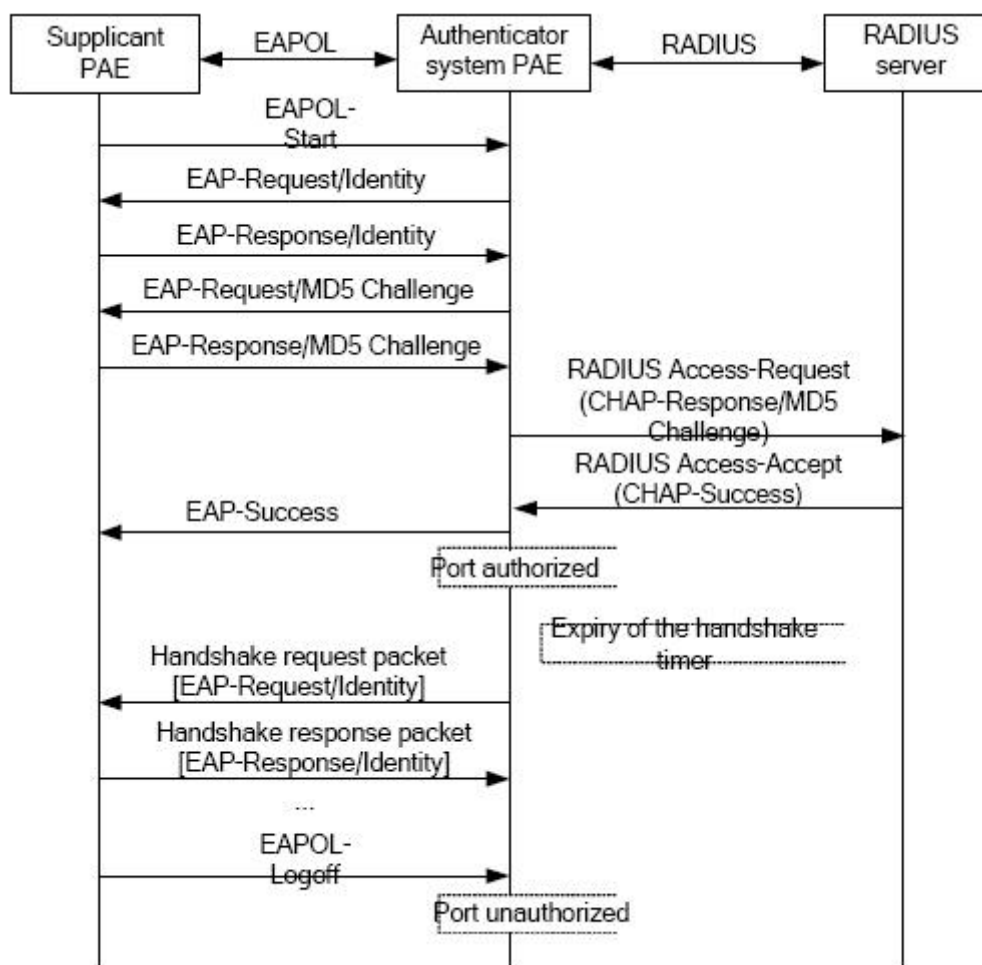 Supplicant
PAE
EAPOL
Authenticator
system PAE
RADIUS
RADIUS
server
EAPOL-
Start
EAP-Request/Identity
EAP-Response/Identity
EAP-Request/MD5 Challenge
EAP-Response/MD5 Challenge
RADIUS Access-Request
(CHAP-Response/MD5
Challenge)
RADIUS Access-Accept
(CHAP-Success)
EAP-Success
Port authorized
Expiry of the handshake
timer
Handshake request packet
[EAP-Request/Identity]
Handshake response packet
[EAP-Response/Identity]
...
EAPOL-
Logoff
Port unauthorized